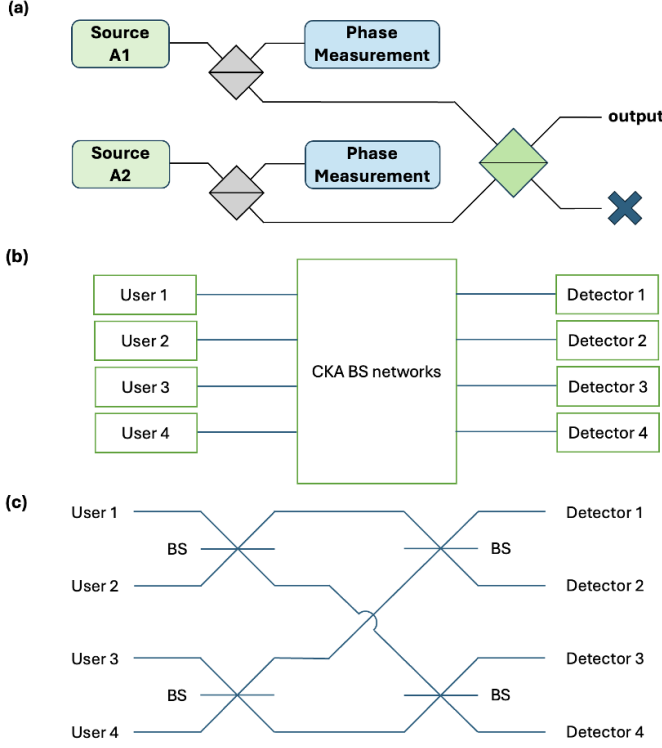 (a)
Source
A1
Phase
Measurement
output
Source
A2
Phase
Measurement
(b)
User 1
Detector 1
User 2
Detector 2
CKA BS networks
User 3
Detector 3
User 4
Detector 4
(c)
User 1
Detector 1
BS
BS
User 2
Detector 2
User 3
Detector 3
BS
BS
User 4
Detector 4